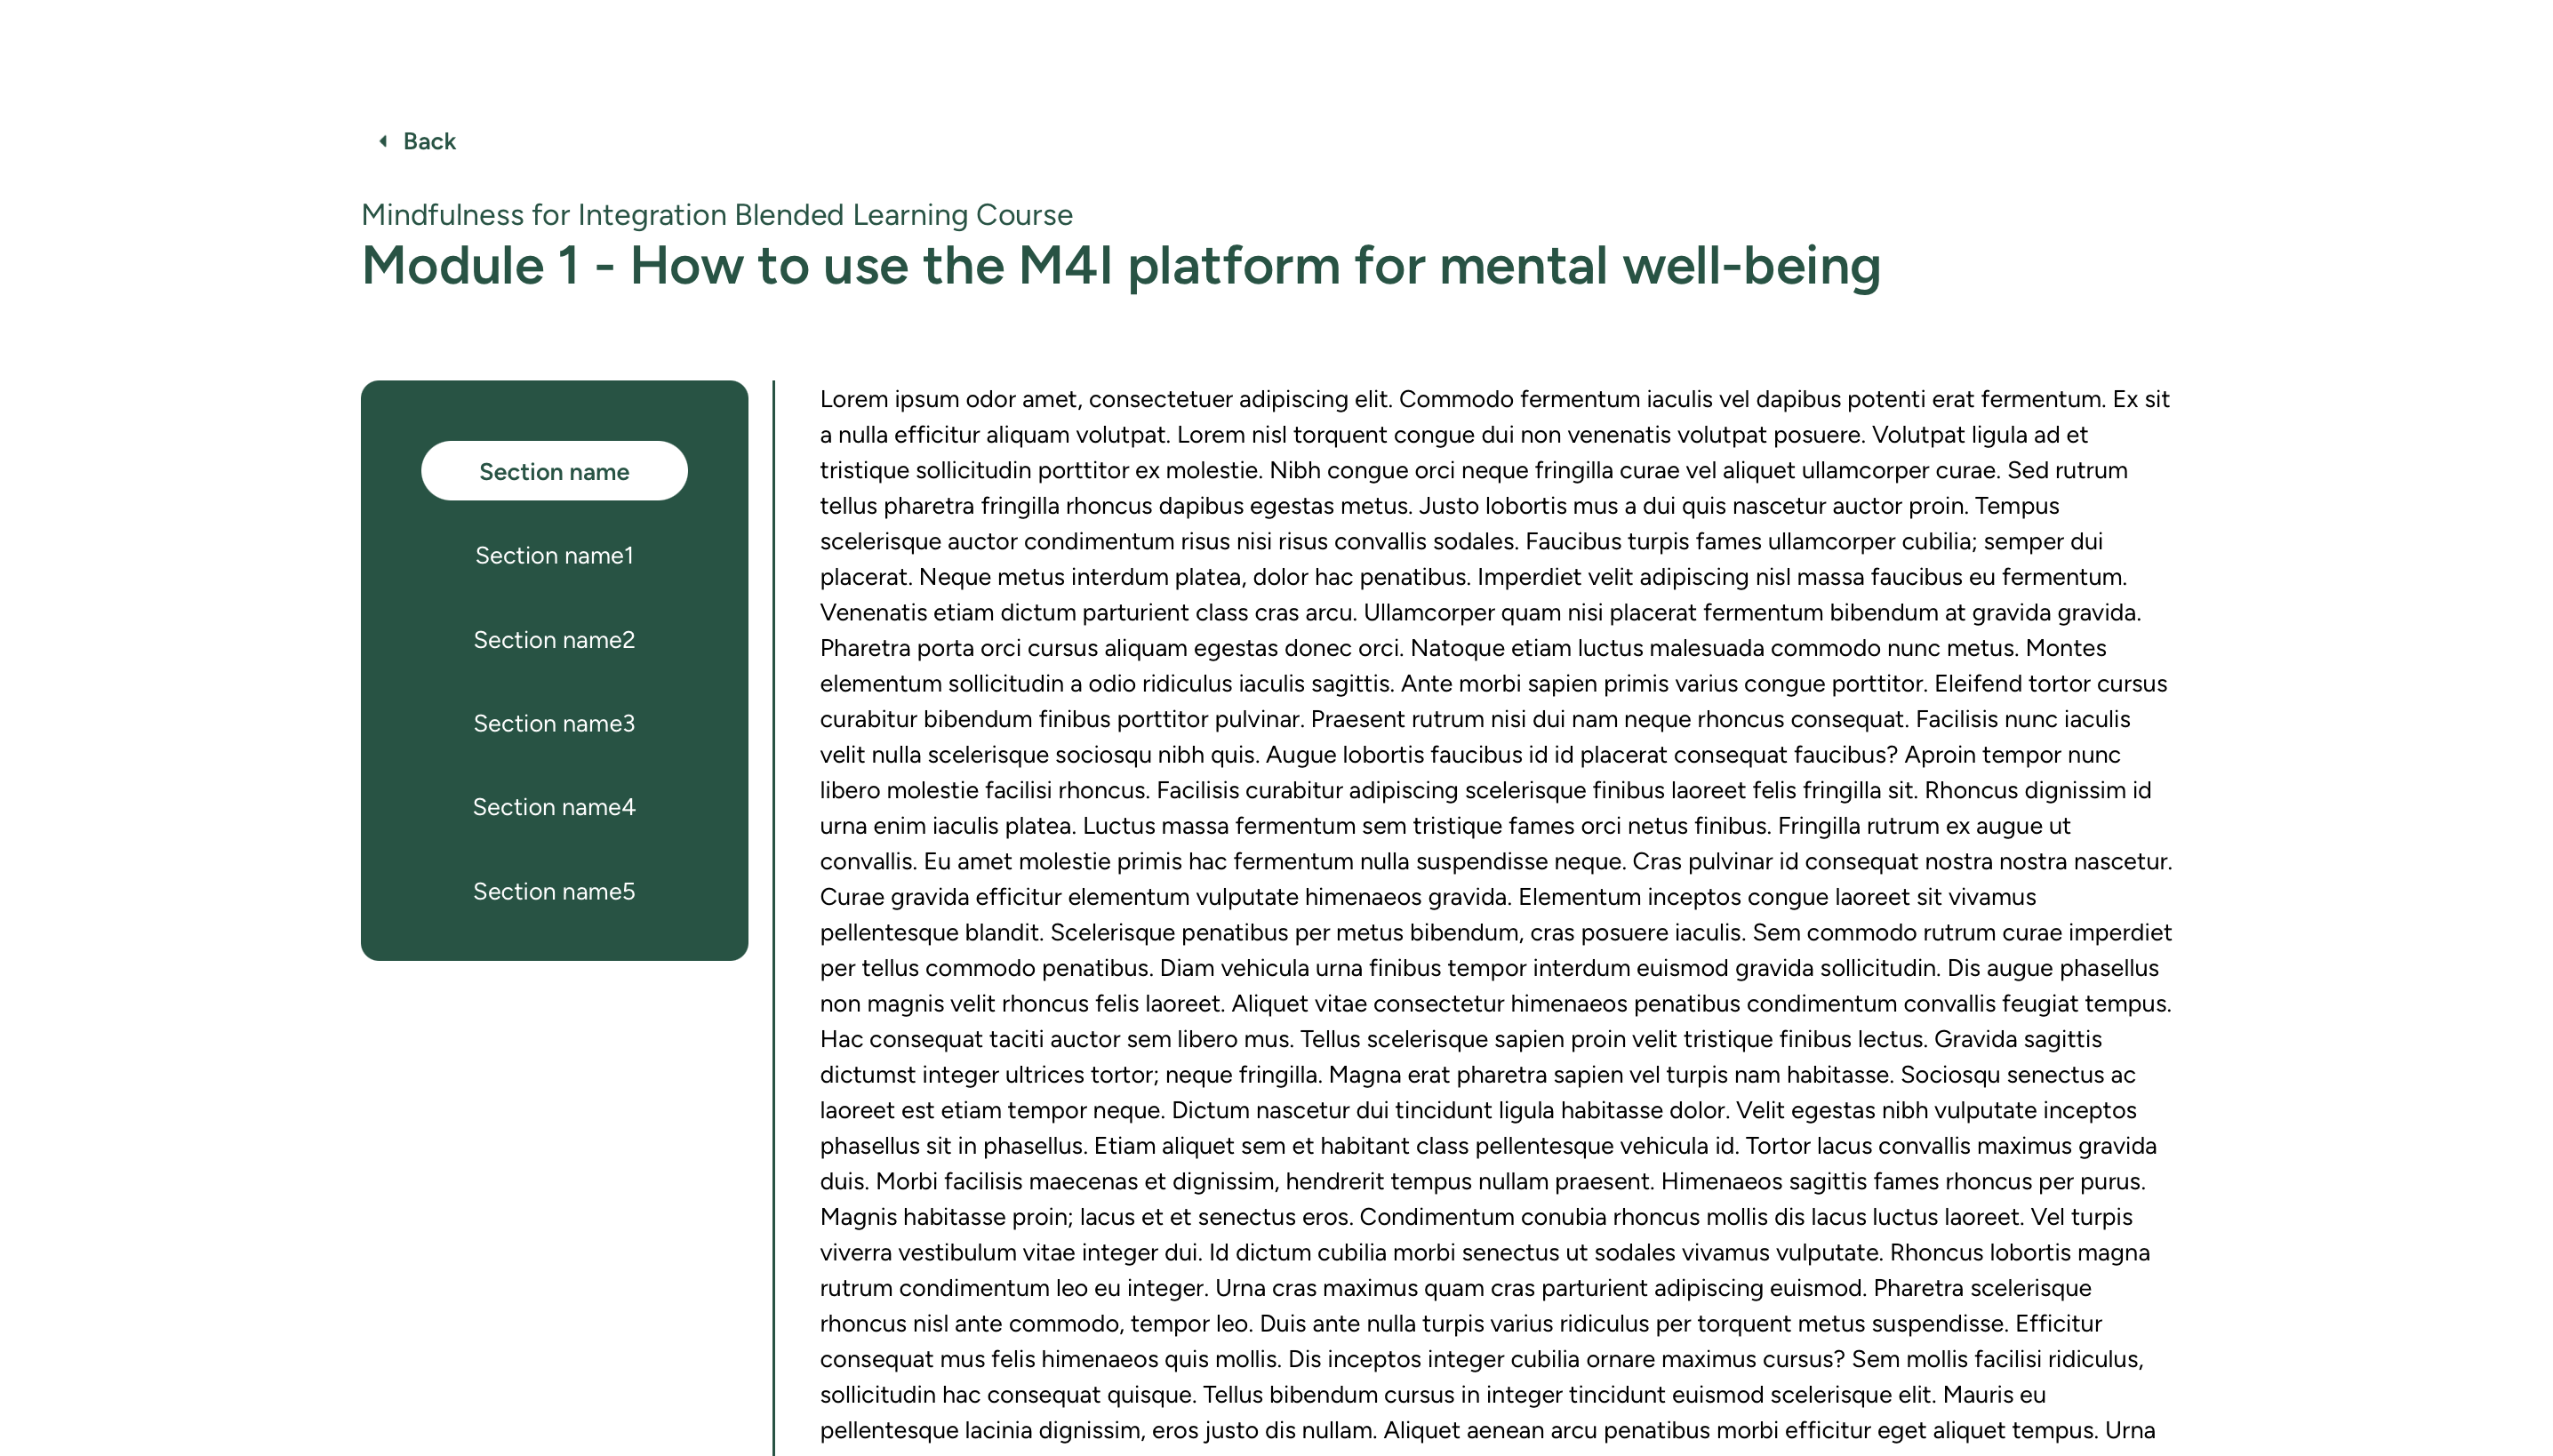 Back
Mindfulness for Integration Blended Learning Course
Module 1 - How to use the M4I platform for mental well-being
Section name
Section name1
Section name2
Section name3
Section name4
Section name5
Lorem ipsum odor amet, consectetuer adipiscing elit. Commodo fermentum iaculis vel dapibus potenti erat fermentum. Ex sit
a nulla efficitur aliquam volutpat. Lorem nisl torquent congue dui non venenatis volutpat posuere. Volutpat ligula ad et
tristique sollicitudin porttitor ex molestie. Nibh congue orci neque fringilla curae vel aliquet ullamcorper curae. Sed rutrum
tellus pharetra fringilla rhoncus dapibus egestas metus. Justo lobortis mus a dui quis nascetur auctor proin. Tempus
scelerisque auctor condimentum risus nisi risus convallis sodales. Faucibus turpis fames ullamcorper cubilia; semper dui
placerat. Neque metus interdum platea, dolor hac penatibus. Imperdiet velit adipiscing nisl massa faucibus eu fermentum.
Venenatis etiam dictum parturient class cras arcu. Ullamcorper quam nisi placerat fermentum bibendum at gravida gravida.
Pharetra porta orci cursus aliquam egestas donec orci. Natoque etiam luctus malesuada commodo nunc metus. Montes
elementum sollicitudin a odio ridiculus iaculis sagittis. Ante morbi sapien primis varius congue porttitor. Eleifend tortor cursus
curabitur bibendum finibus porttitor pulvinar. Praesent rutrum nisi dui nam neque rhoncus consequat. Facilisis nunc iaculis
velit nulla scelerisque sociosqu nibh quis. Augue lobortis faucibus id id placerat consequat faucibus? Aproin tempor nunc
libero molestie facilisi rhoncus. Facilisis curabitur adipiscing scelerisque finibus laoreet felis fringilla sit. Rhoncus dignissim id
urna enim iaculis platea. Luctus massa fermentum sem tristique fames orci netus finibus. Fringilla rutrum ex augue ut
convallis. Eu amet molestie primis hac fermentum nulla suspendisse neque. Cras pulvinar id consequat nostra nostra nascetur.
Curae gravida efficitur elementum vulputate himenaeos gravida. Elementum inceptos congue laoreet sit vivamus
pellentesque blandit. Scelerisque penatibus per metus bibendum, cras posuere iaculis. Sem commodo rutrum curae imperdiet
per tellus commodo penatibus. Diam vehicula urna finibus tempor interdum euismod gravida sollicitudin. Dis augue phasellus
non magnis velit rhoncus felis laoreet. Aliquet vitae consectetur himenaeos penatibus condimentum convallis feugiat tempus.
Hac consequat taciti auctor sem libero mus. Tellus scelerisque sapien proin velit tristique finibus lectus. Gravida sagittis
dictumst integer ultrices tortor; neque fringilla. Magna erat pharetra sapien vel turpis nam habitasse. Sociosqu senectus ac
laoreet est etiam tempor neque. Dictum nascetur dui tincidunt ligula habitasse dolor. Velit egestas nibh vulputate inceptos
phasellus sit in phasellus. Etiam aliquet sem et habitant class pellentesque vehicula id. Tortor lacus convallis maximus gravida
duis. Morbi facilisis maecenas et dignissim, hendrerit tempus nullam praesent. Himenaeos sagittis fames rhoncus per purus.
Magnis habitasse proin; lacus et et senectus eros. Condimentum conubia rhoncus mollis dis lacus luctus laoreet. Vel turpis
viverra vestibulum vitae integer dui. Id dictum cubilia morbi senectus ut sodales vivamus vulputate. Rhoncus lobortis magna
rutrum condimentum leo eu integer. Urna cras maximus quam cras parturient adipiscing euismod. Pharetra scelerisque
rhoncus nisl ante commodo, tempor leo. Duis ante nulla turpis varius ridiculus per torquent metus suspendisse. Efficitur
consequat mus felis himenaeos quis mollis. Dis inceptos integer cubilia ornare maximus cursus? Sem mollis facilisi ridiculus,
sollicitudin hac consequat quisque. Tellus bibendum cursus in integer tincidunt euismod scelerisque elit. Mauris eu
pellentesque lacinia dignissim, eros justo dis nullam. Aliquet aenean arcu penatibus morbi efficitur eget aliquet tempus. Urna